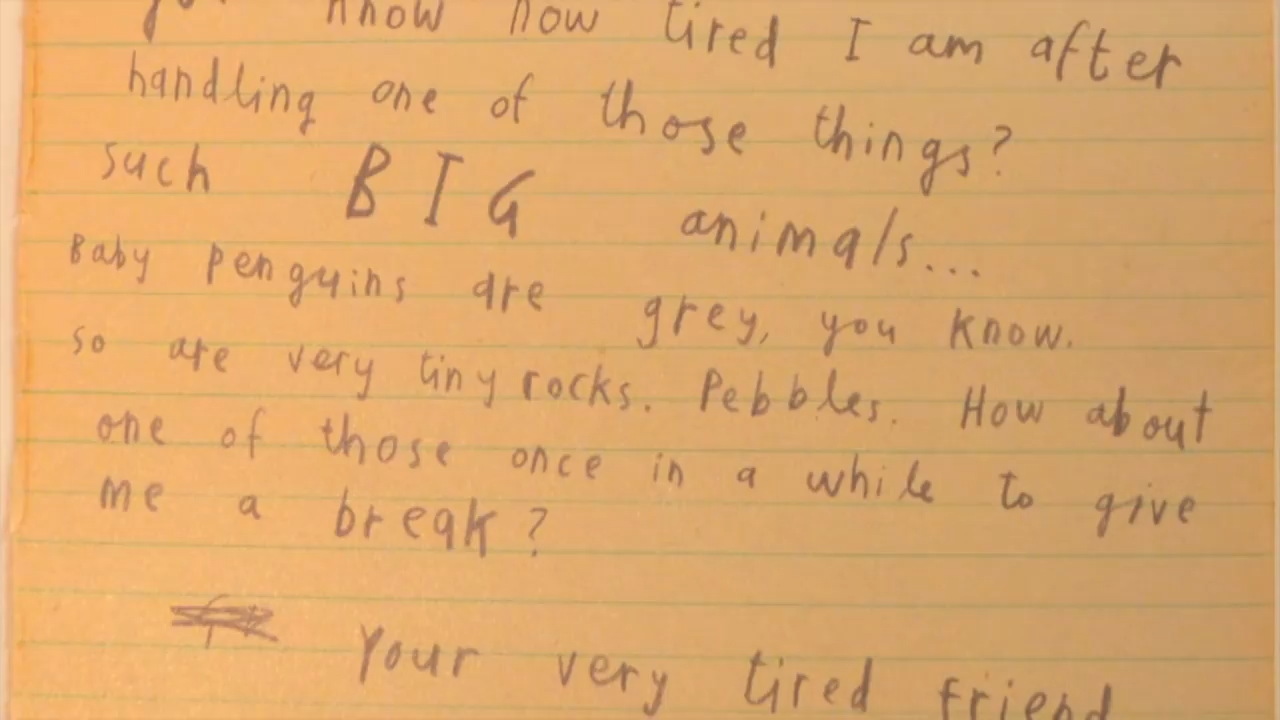 know how tired I am after
handling one of those things?
such BIG animals...
Baby penguins are grey, you know.
so are very tiny rocks. Pebbles. How about
one of those once in a while to give
me a break?
Your very tired friend